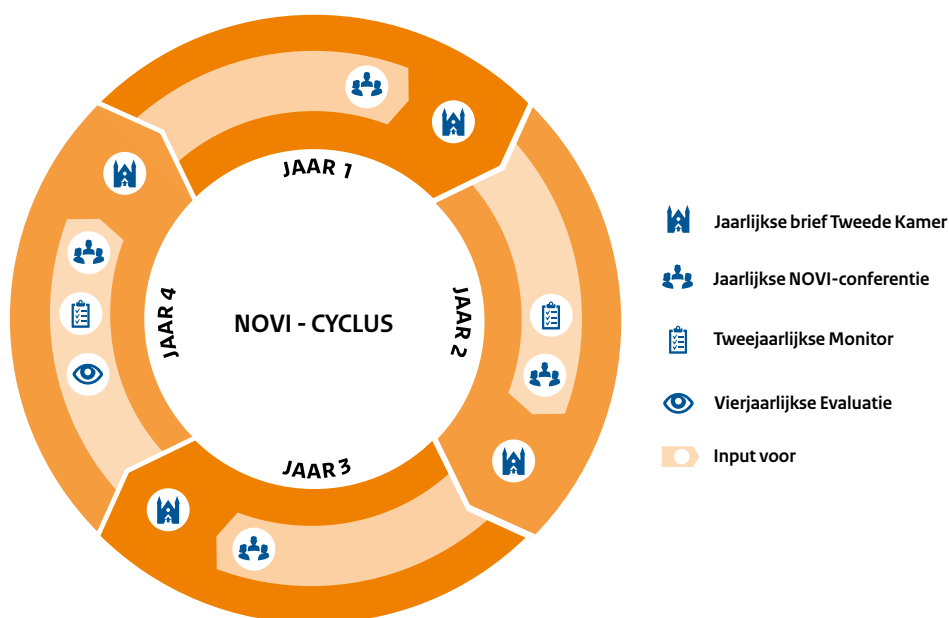 JAAR 1
JAAR 2
JAAR 3
JAAR 4
NOVI - CYCLUS
Jaarlijkse brief Tweede Kamer
Jaarlijkse NOVI-conferentie
Tweejaarlijkse Monitor
Vierjaarlijkse Evaluatie
Input voor